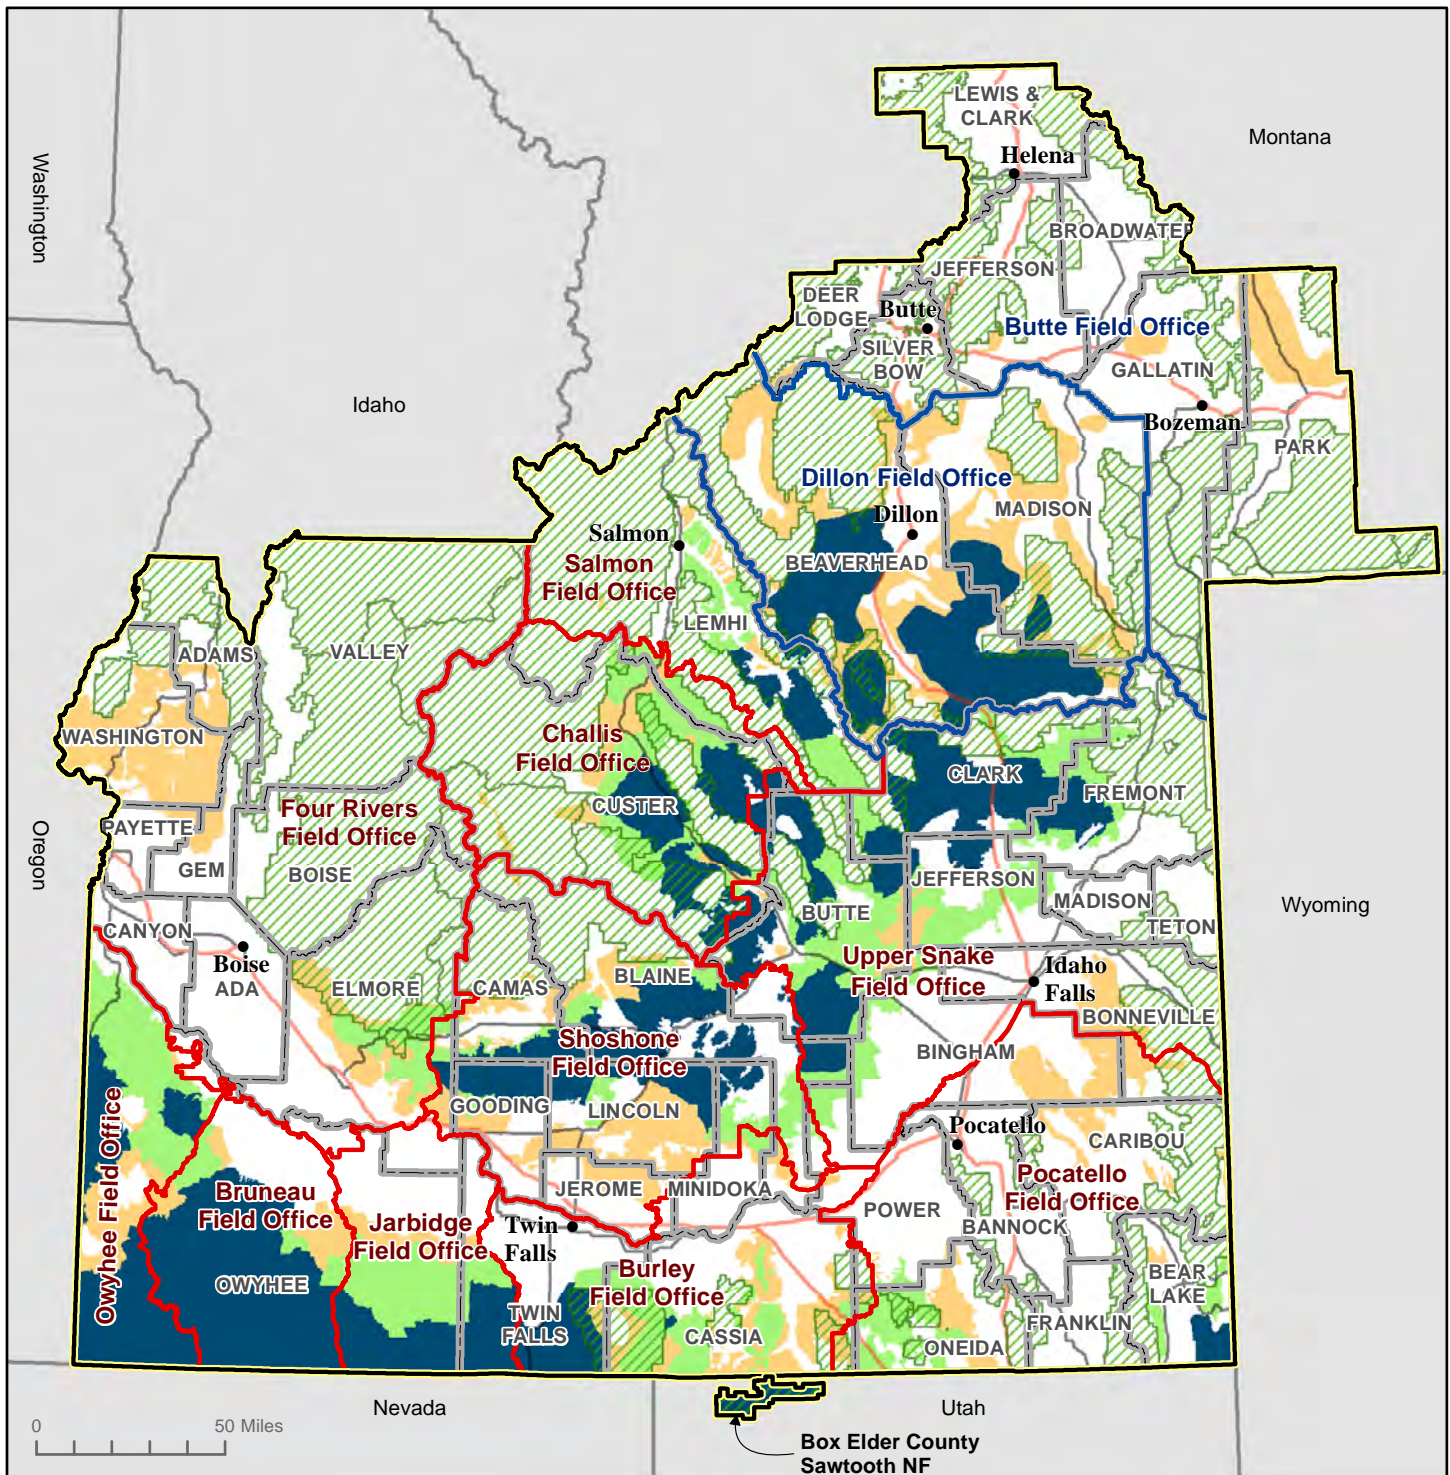 LEWIS &
CLARK
Montana
Helena
Washington
BROADWATER
JEFFERSON
DEER
LODGE
Butte
Butte Field Office
SILVER
BOW
GALLATIN
Idaho
Bozeman
PARK
Dillon Field Office
MADISON
Dillon
Salmon
Salmon
Field Office
BEAVERHEAD
LEMHI
ADAMS
VALLEY
WASHINGTON
Challis
Field Office
CLARK
FREMONT
CUSTER
Four Rivers
Field Office
PAYETTE
GEM
BOISE
Oregon
JEFFERSON
MADISON
TETON
BUTTE
Wyoming
CANYON
Boise
ADA
ELMORE
CAMAS
BLAINE
Upper Snake
Field Office
Idaho
Falls
BONNEVILLE
Shoshone
Field Office
BINGHAM
GOODING
LINCOLN
Owyhee Field Office
Pocatello
CARIBOU
Pocatello
Field Office
JEROME
MINIDOKA
POWER
BANNOCK
Bruneau
Field Office
Jarbidge
Field Office
Twin
Falls
Burley
Field Office
OWYHEE
BEAR
LAKE
TWIN
FALLS
CASSIA
FRANKLIN
ONEIDA
Nevada
Utah
0
50 Miles
Box Elder County
Sawtooth NF